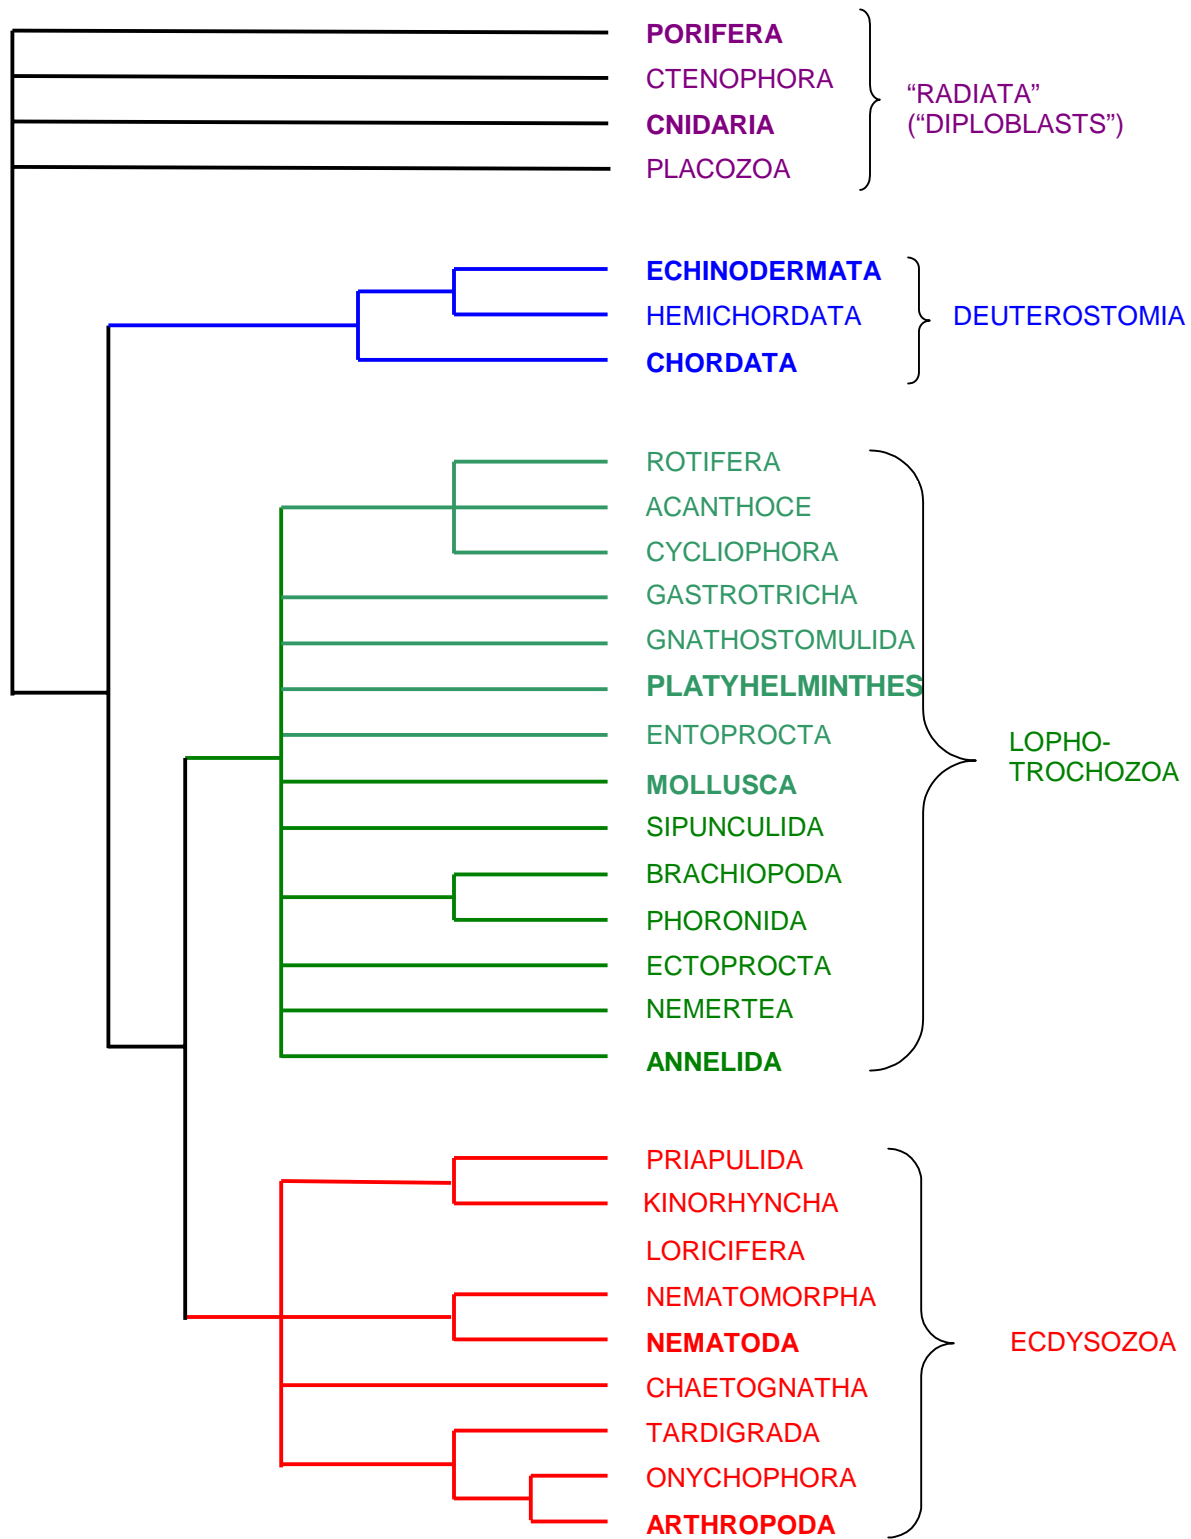 PORIFERA
CTENOPHORA
CNIDARIA
PLACOZOA
“RADIATA”
(“DIPLOBLASTS”)
ECHINODERMATA
HEMICHORDATA
CHORDATA
DEUTEROSTOMIA
ROTIFERA
ACANTHOCE
CYCLIOPHORA
GASTROTRICHA
GNATHOSTOMULIDA
PLATYHELMINTHES
ENTOPROCTA
MOLLUSCA
SIPUNCULIDA
BRACHIOPODA
PHORONIDA
ECTOPROCTA
NEMERTEA
ANNELIDA
LOPHO-
TROCHOZOA
PRIAPULIDA
KINORHYNCHA
LORICIFERA
NEMATOMORPHA
NEMATODA
CHAETOGNATHA
TARDIGRADA
ONYCHOPHORA
ARTHROPODA
ECDYSOZOA